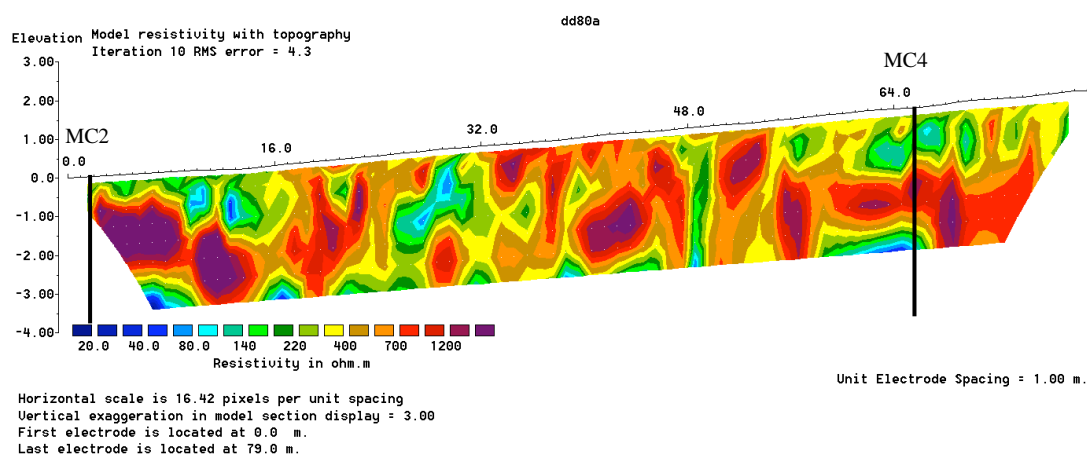 dd80a
Elevation Model resistivity with topography
Iteration 10 RMS error = 4.3
MC4
3.00
64.0
2.00
48.0
MC2
32.0
1.00
16.0
0.0
0.0
-1.00
-2.00
-3.00
-4.00
20.0 40.0 80.0 140 220 400 700 1200
Resistivity in ohm.m
Unit Electrode Spacing = 1.00 m.
Horizontal scale is 16.42 pixels per unit spacing
Vertical exaggeration in model section display = 3.00
First electrode is located at 0.0 m.
Last electrode is located at 79.0 m.